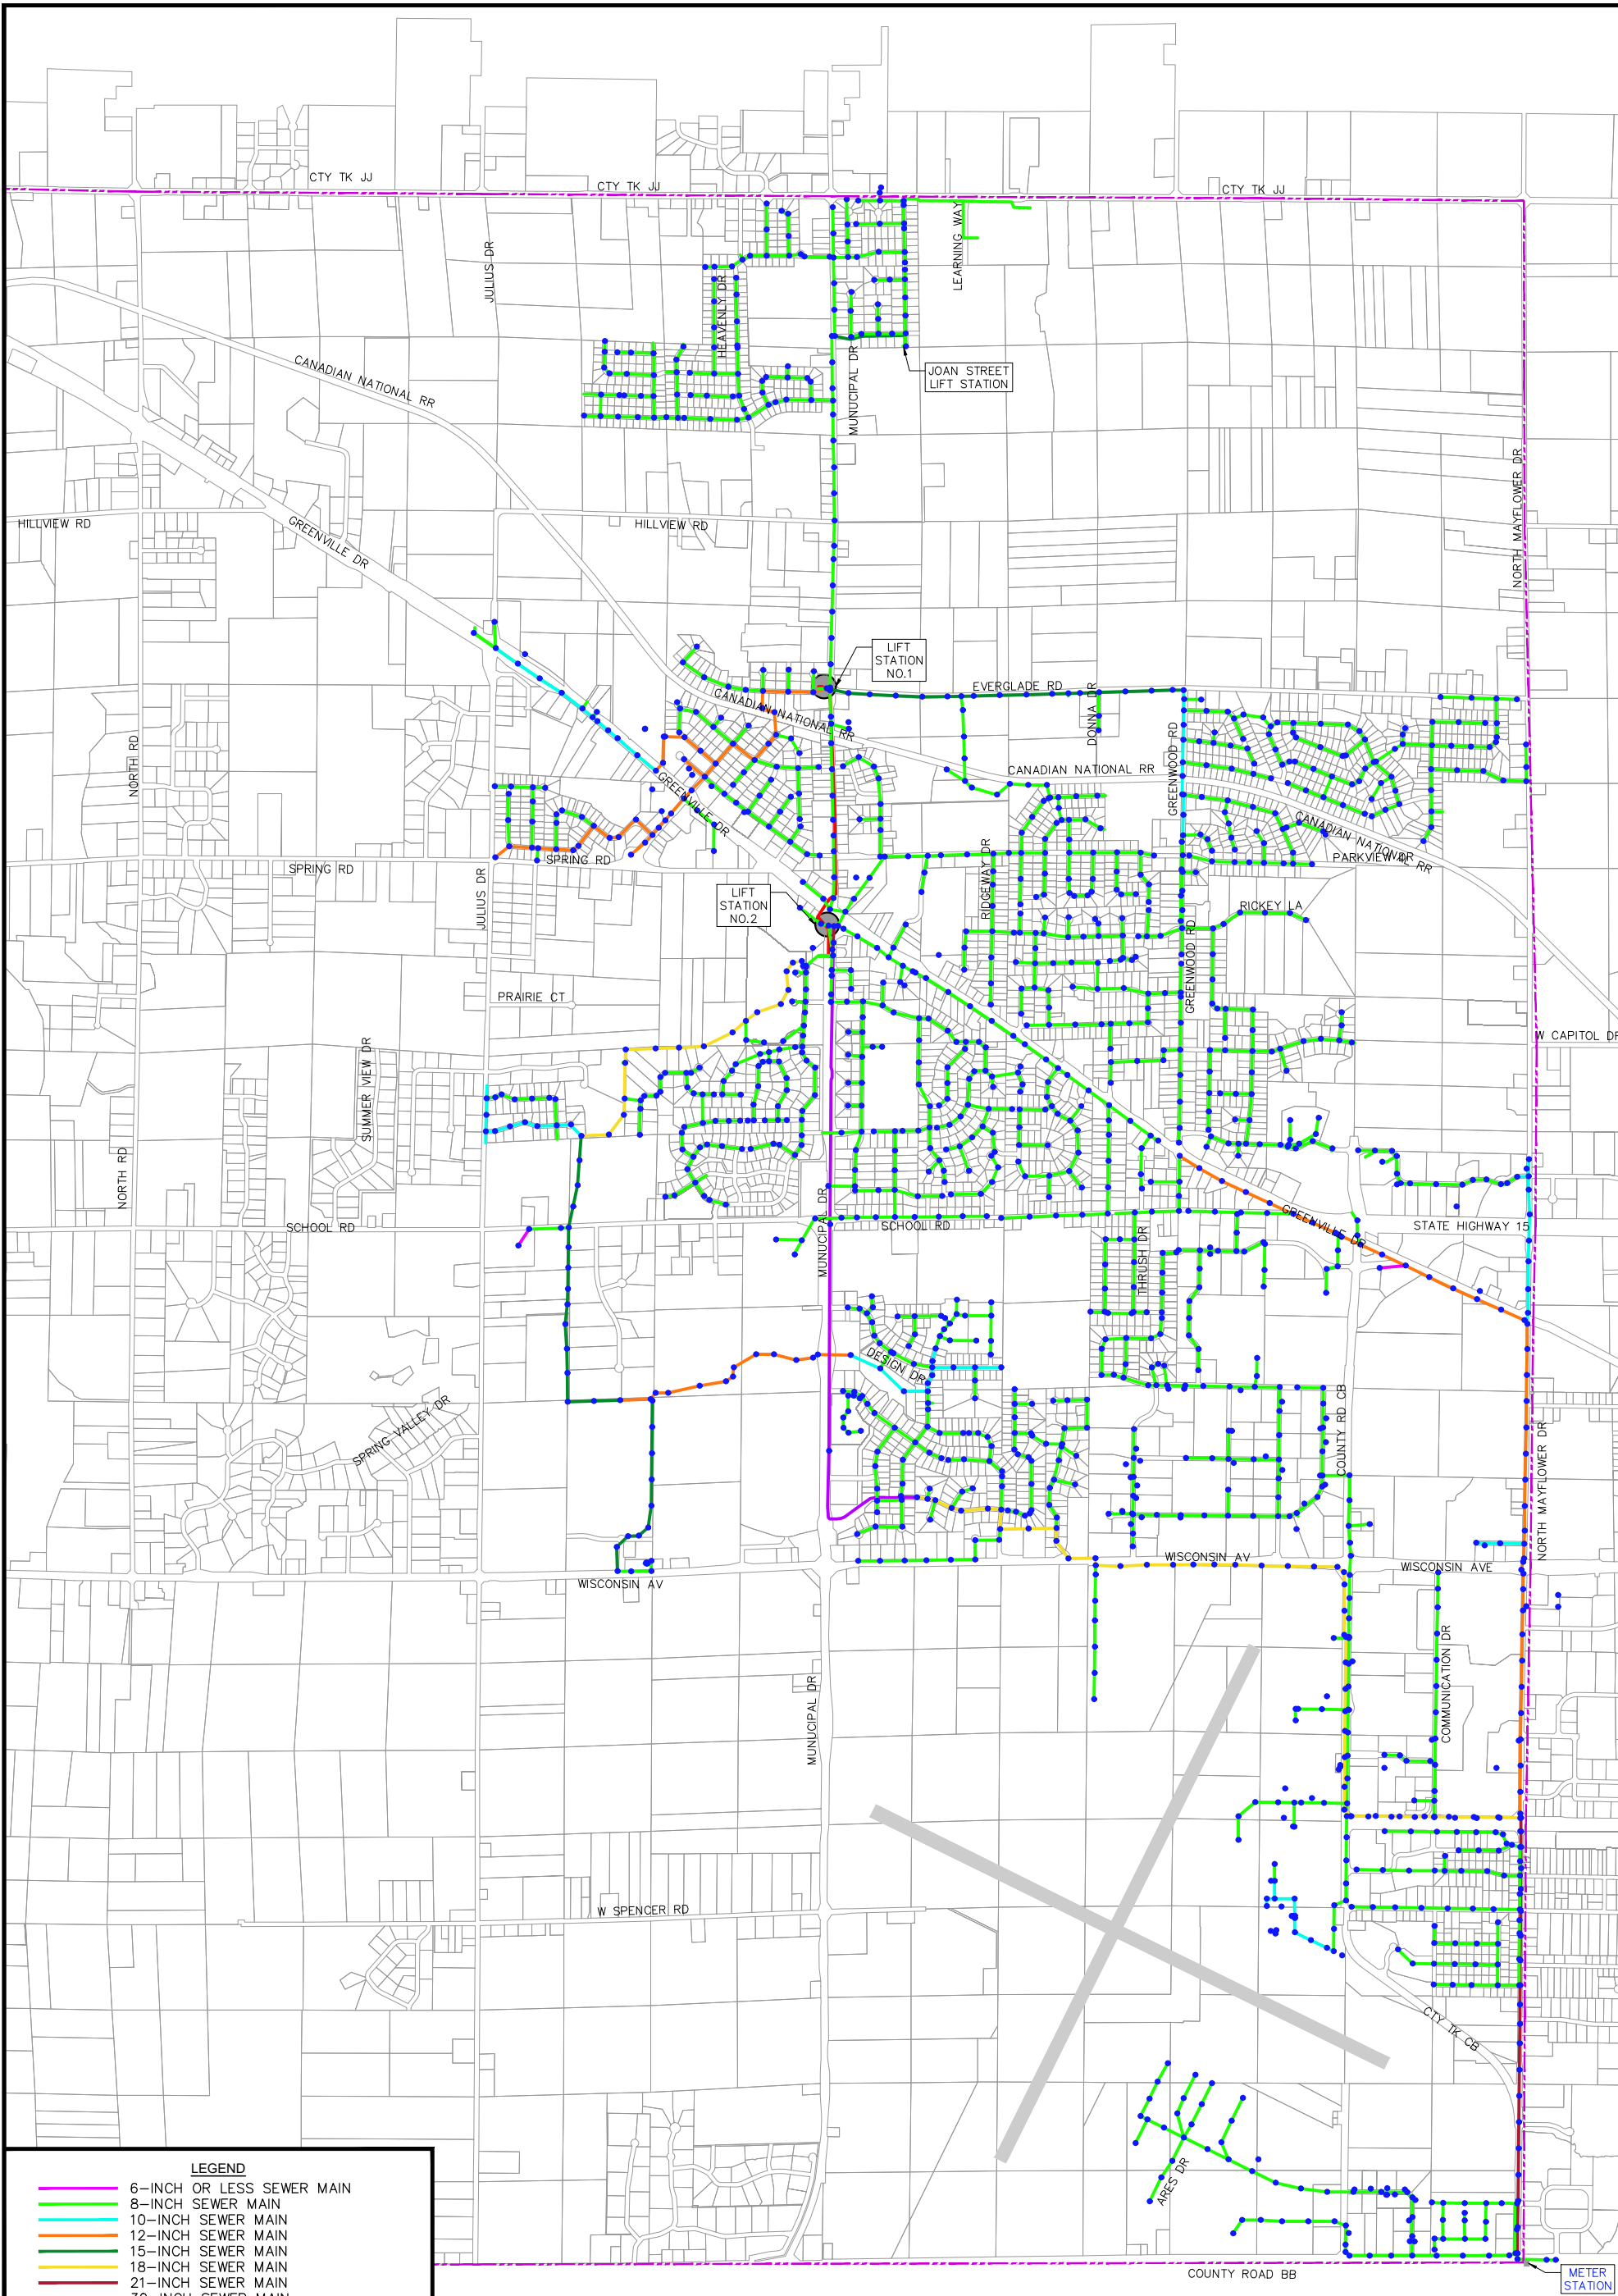 CTY TK JJ
CTY TK JJ
CTY TK JJ
JULIUS DR
LEARNING WAY
HEAVENLY DR
MUNUCIPAL DR
JOAN STREET
LIFT STATION
CANADIAN NATIONAL RR
NORTH MAYFLOWER DR
HILLVIEW RD
GREENVILLE DR
HILLVIEW RD
LIFT
STATION
NO.1
EVERGLADE RD
CANADIAN NATIONAL RR
DONNA DR
NORTH RD
GREENWOOD RD
CANADIAN NATIONAL RR
GREENVILLE DR
CANADIAN NATIONAL RR
PARKVIEW DR
SPRING RD
SPRING RD
JULIUS DR
RIDGEWAY DR
LIFT
STATION
NO.2
RICKEY LA
GREENWOOD RD
PRAIRIE CT
W CAPITOL DR
SUMMER VIEW DR
NORTH RD
MUNUCIPAL DR
SCHOOL RD
SCHOOL RD
GREENVILLE DR
STATE HIGHWAY 15
THRUSH DR
DESIGN DR
SPRING VALLEY DR
COUNTY RD CB
NORTH MAYFLOWER DR
WISCONSIN AV
WISCONSIN AVE
WISCONSIN AV
COMMUNICATION DR
MUNUCIPAL DR
W SPENCER RD
CTY TK CB
ARES DR
LEGEND
6-INCH OR LESS SEWER MAIN
8-INCH SEWER MAIN
10-INCH SEWER MAIN
12-INCH SEWER MAIN
15-INCH SEWER MAIN
18-INCH SEWER MAIN
21-INCH SEWER MAIN
COUNTY ROAD BB
METER
STATION